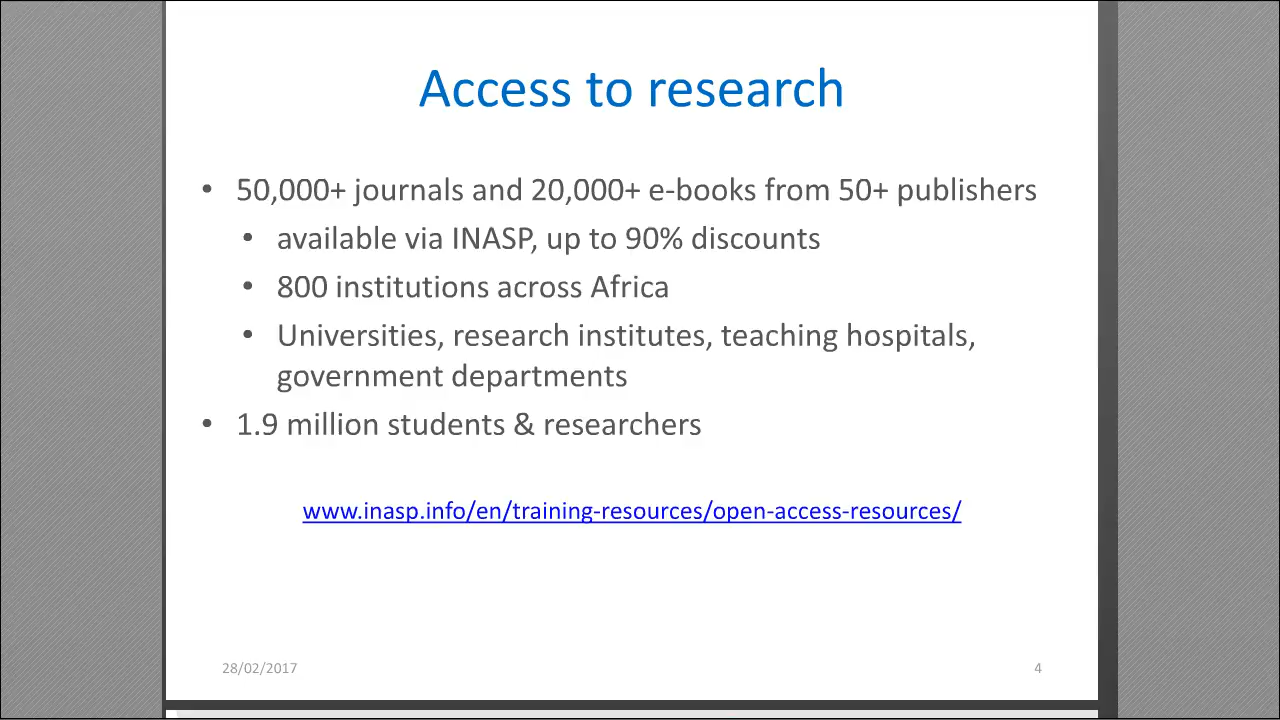 Access to research
• 50,000+ journals and 20,000+ e-books from 50+ publishers
• available via INASP, up to 90% discounts
• 800 institutions across Africa
• Universities, research institutes, teaching hospitals,
government departments
• 1.9 million students & researchers
www.inasp.info/en/training-resources/open-access-resources/
28/02/2017
4